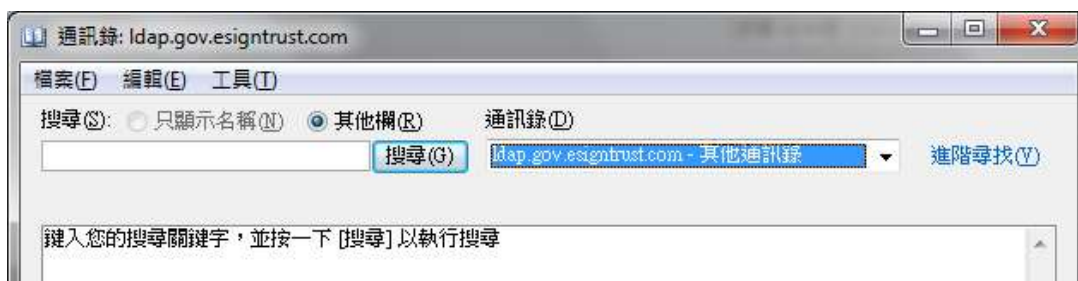 通訊錄: ldap.gov.esigntrust.com
檔案(F) 編輯(E) 工具(T)
搜尋(S): 只顯示名稱(N) 其他欄(R) 通訊錄(D)
搜尋(G) ldap.gov.esigntrust.com - 其他通訊錄 進階尋找(V)
鍵入您的搜尋關鍵字，並按一下 [搜尋] 以執行搜尋